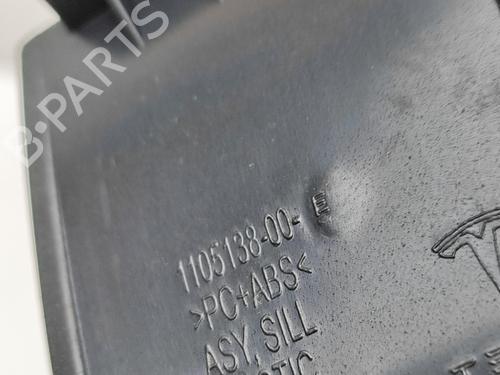 B-PARTS
1105138-00-E
>PC+ABS<
ASY, SILL